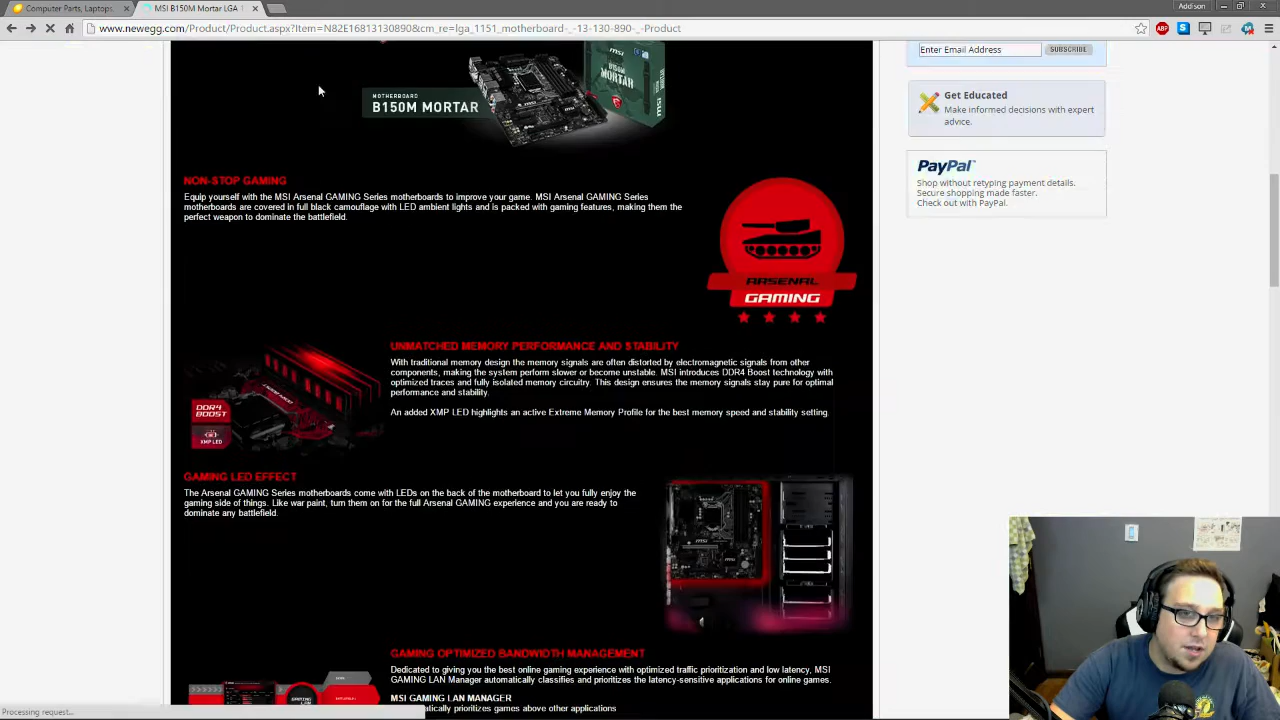 Computer Parts, Laptops,
MSI B150M Mortar LGA 1
Addison
www.newegg.com/Product/Product.aspx?Item=N82E16813130890&cm_re=lga_1151_motherboard-_-13-130-890-_-Product
ABP
MOTHERBOARD
B150M MORTAR
msi
B150M
MORTAR
Enter Email Address
SUBSCRIBE
Get Educated
Make informed decisions with expert
advice.
PayPal™
Shop without retyping payment details.
Secure shopping made faster.
Check out with PayPal.
NON-STOP GAMING
Equip yourself with the MSI Arsenal GAMING Series motherboards to improve your game. MSI Arsenal GAMING Series
motherboards are covered in full black camouflage with LED ambient lights and is packed with gaming features, making them the
perfect weapon to dominate the battlefield.
ARSENAL
GAMING
UNMATCHED MEMORY PERFORMANCE AND STABILITY
With traditional memory design the memory signals are often distorted by electromagnetic signals from other
components, making the system perform slower or become unstable. MSI introduces DDR4 Boost technology with
optimized traces and fully isolated memory circuitry. This design ensures the memory signals stay pure for optimal
performance and stability.
An added XMP LED highlights an active Extreme Memory Profile for the best memory speed and stability setting.
DDR4
BOOST
XMP LED
GAMING LED EFFECT
The Arsenal GAMING Series motherboards come with LEDs on the back of the motherboard to let you fully enjoy the
gaming side of things. Like war paint, turn them on for the full Arsenal GAMING experience and you are ready to
dominate any battlefield.
GAMING OPTIMIZED BANDWIDTH MANAGEMENT
Dedicated to giving you the best online gaming experience with optimized traffic prioritization and low latency, MSI
GAMING LAN Manager automatically classifies and prioritizes the latency-sensitive applications for online games.
MSI GAMING LAN MANAGER
atically prioritizes games above other applications
GAMING
LAN
Processing request...